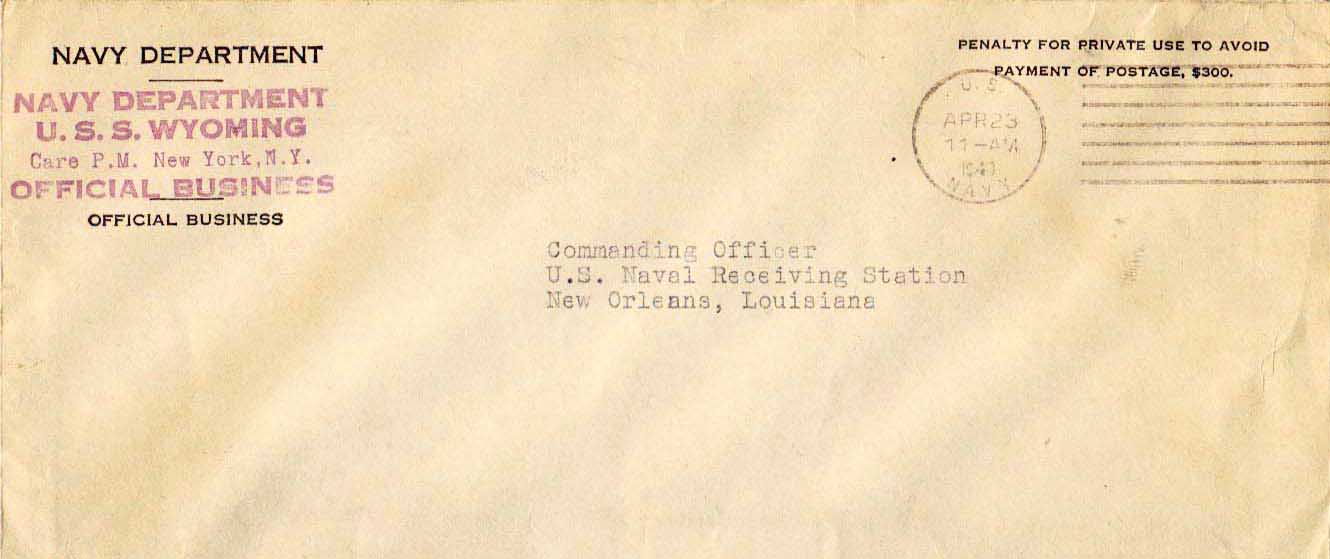 NAVY DEPARTMENT
NAVY DEPARTMENT
U. S. S. WYOMING
Care P.M. New York,N.Y.
OFFICIAL BUSINESS
OFFICIAL BUSINESS
PENALTY FOR PRIVATE USE TO AVOID
PAYMENT OF POSTAGE, $300.
U. S.
APR 23
11-AM
NAVY
Commanding Officer
U.S. Naval Receiving Station
New Orleans, Louisiana